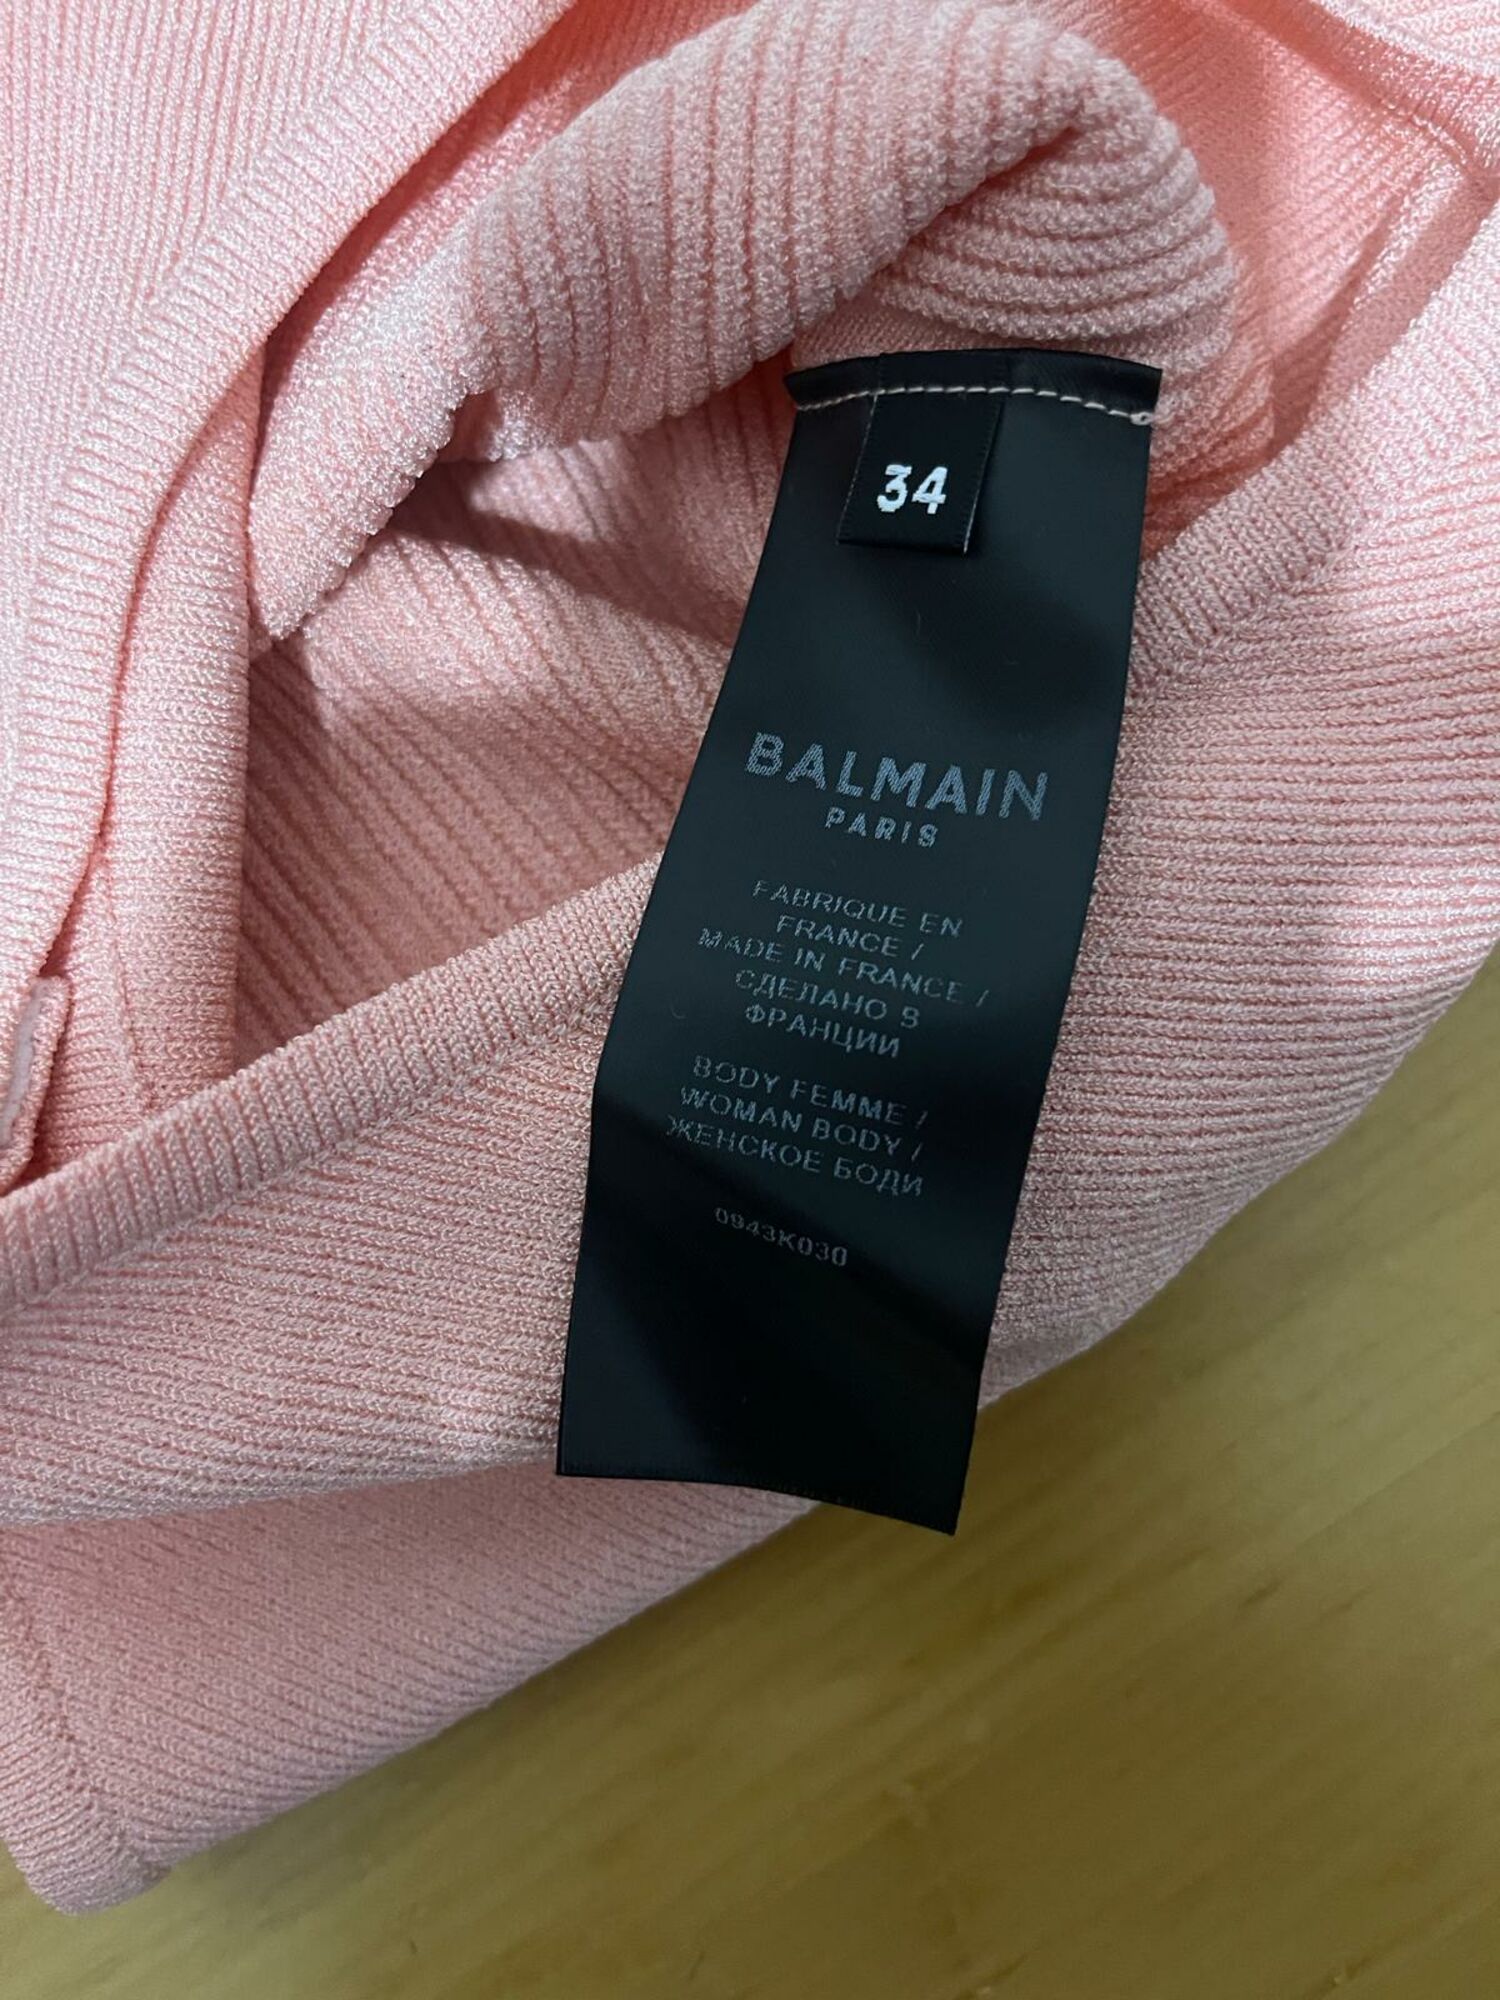 34
BALMAIN
PARIS
FABRIQUE EN
FRANCE /
MADE IN FRANCE /
СДЕЛАНО В
ФРАНЦИИ
BODY FEMME /
WOMAN BODY /
ЖЕНСКОЕ БОДИ
0943K030